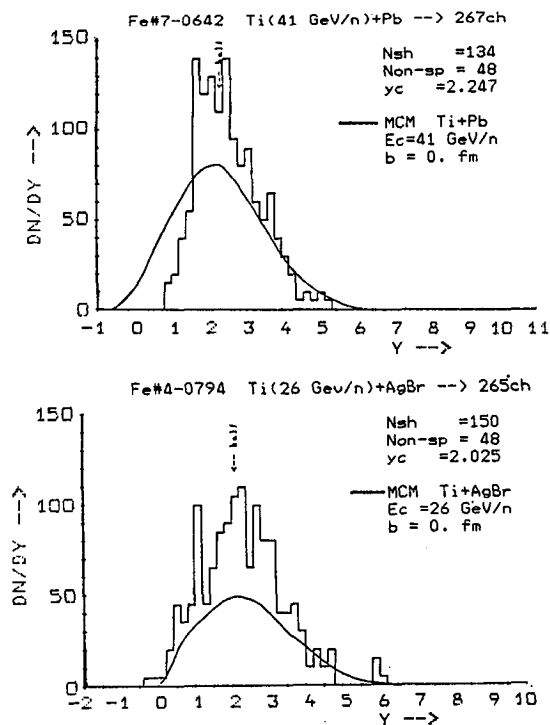 Fe#7-0642 Ti(41 GeV/n)+Pb --> 267ch
150
100
50
0
DN/DY -->
Nsh =134
Non-sp = 48
yc =2.247
MCM Ti+Pb
Ec=41 GeV/n
b = 0. fm
-1 0 1 2 3 4 5 6 7 8 9 10 11
Y -->
Fe#4-0794 Ti(26 Gev/n)+AgBr --> 265ch
150
100
50
0
DN/DY -->
Nsh =150
Non-sp = 48
yc =2.025
MCM Ti+AgBr
Ec =26 GeV/n
b = 0. fm
-2 -1 0 1 2 3 4 5 6 7 8 9 10
Y -->